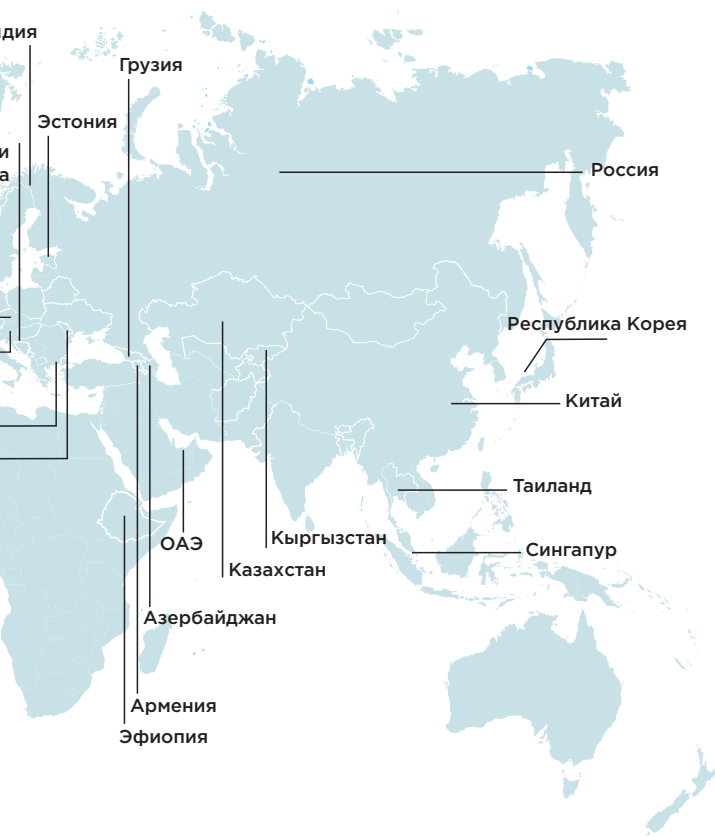 дия
Грузия
Эстония
и
а
Россия
Республика Корея
Китай
Таиланд
Кыргызстан
ОАЭ
Сингапур
Казахстан
Азербайджан
Армения
Эфиопия